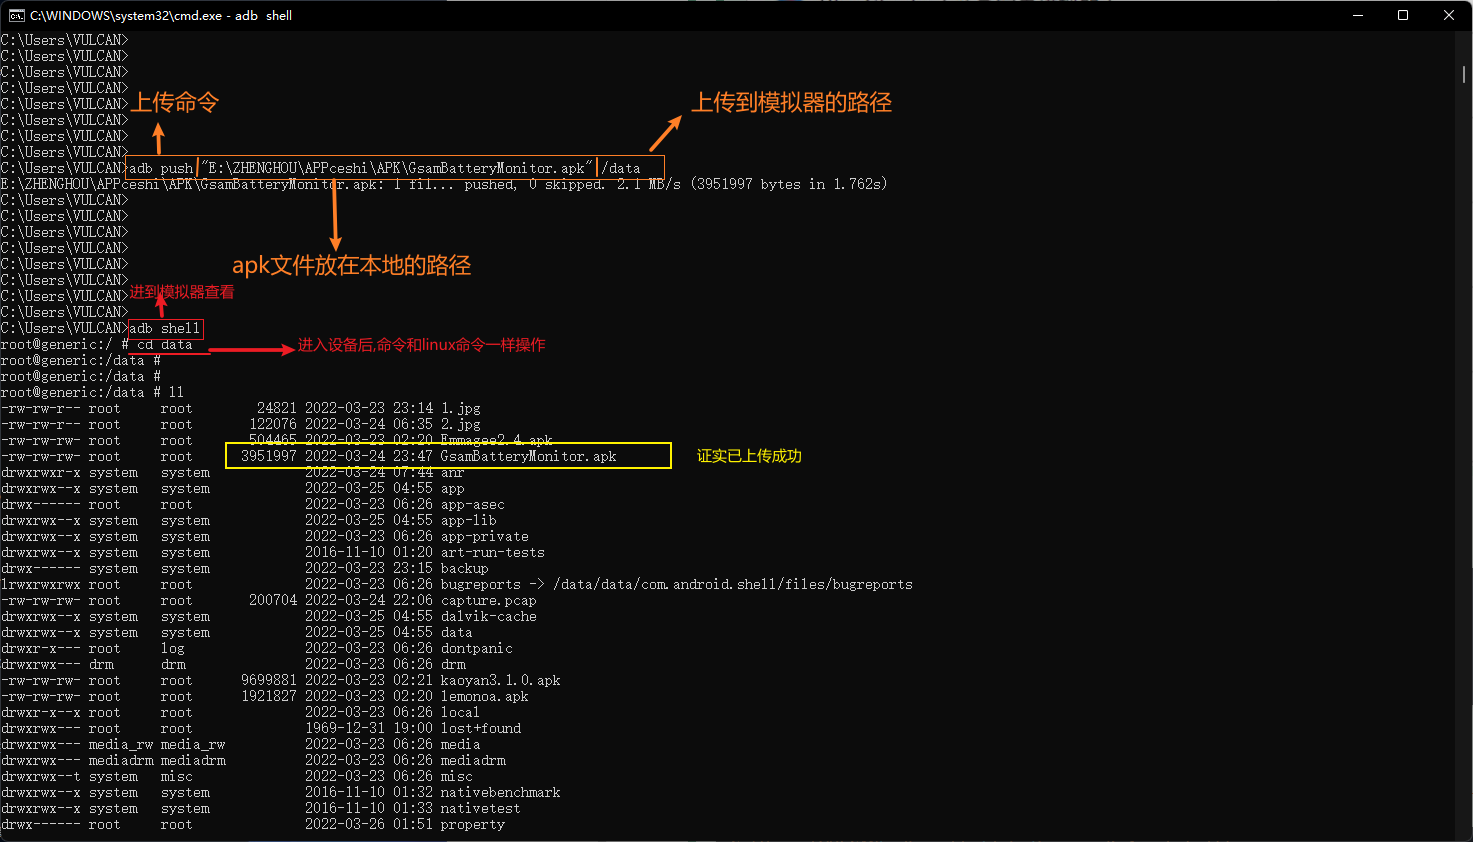 C:\WINDOWS\system32\cmd.exe - adb  shell
C:\Users\VULCAN>
C:\Users\VULCAN>
C:\Users\VULCAN>
C:\Users\VULCAN>
C:\Users\VULCAN>
上传命令
上传到模拟器的路径
C:\Users\VULCAN>
C:\Users\VULCAN>
C:\Users\VULCAN>
C:\Users\VULCAN>adb push "E:\ZHENGHOU\APPceshi\APK\GsamBatteryMonitor.apk" /data
E:\ZHENGHOU\APPceshi\APK\GsamBatteryMonitor.apk: 1 fil... pushed, 0 skipped. 2.1 MB/s (3951997 bytes in 1.762s)
C:\Users\VULCAN>
C:\Users\VULCAN>
C:\Users\VULCAN>
C:\Users\VULCAN>
C:\Users\VULCAN>
apk文件放在本地的路径
C:\Users\VULCAN>
C:\Users\VULCAN>
进到模拟器查看
C:\Users\VULCAN>
C:\Users\VULCAN>adb shell
root@generic:/ # cd data
进入设备后,命令和linux命令一样操作
root@generic:/data #
root@generic:/data #
root@generic:/data # ll
-rw-rw-r-- root     root        24821 2022-03-23 23:14 1.jpg
-rw-rw-r-- root     root       122076 2022-03-24 06:35 2.jpg
-rw-rw-rw- root     root       504465 2022-03-23 02:20 Emmagee2.4.apk
-rw-rw-rw- root     root      3951997 2022-03-24 23:47 GsamBatteryMonitor.apk
证实已上传成功
drwxrwxr-x system   system            2022-03-24 07:44 anr
drwxrwx--x system   system            2022-03-25 04:55 app
drwx------ root     root              2022-03-23 06:26 app-asec
drwxrwx--x system   system            2022-03-25 04:55 app-lib
drwxrwx--x system   system            2022-03-23 06:26 app-private
drwxrwx--x system   system            2016-11-10 01:20 art-run-tests
drwx------ system   system            2022-03-23 23:15 backup
lrwxrwxrwx root     root              2022-03-23 06:26 bugreports -> /data/data/com.android.shell/files/bugreports
-rw-rw-rw- root     root       200704 2022-03-24 22:06 capture.pcap
drwxrwx--x system   system            2022-03-25 04:55 dalvik-cache
drwxrwx--x system   system            2022-03-25 04:55 data
drwxr-x--- root     log               2022-03-23 06:26 dontpanic
drwxrwx--- drm      drm               2022-03-23 06:26 drm
-rw-rw-rw- root     root      9699881 2022-03-23 02:21 kaoyan3.1.0.apk
-rw-rw-rw- root     root      1921827 2022-03-23 02:20 lemonoa.apk
drwxr-x--x root     root              2022-03-23 06:26 local
drwxrwx--- root     root              1969-12-31 19:00 lost+found
drwxrwx--- media_rw media_rw          2022-03-23 06:26 media
drwxrwx--- mediadrm mediadrm          2022-03-23 06:26 mediadrm
drwxrwx--t system   misc              2022-03-23 06:26 misc
drwxrwx--x system   system            2016-11-10 01:32 nativebenchmark
drwxrwx--x system   system            2016-11-10 01:33 nativetest
drwx------ root     root              2022-03-26 01:51 property